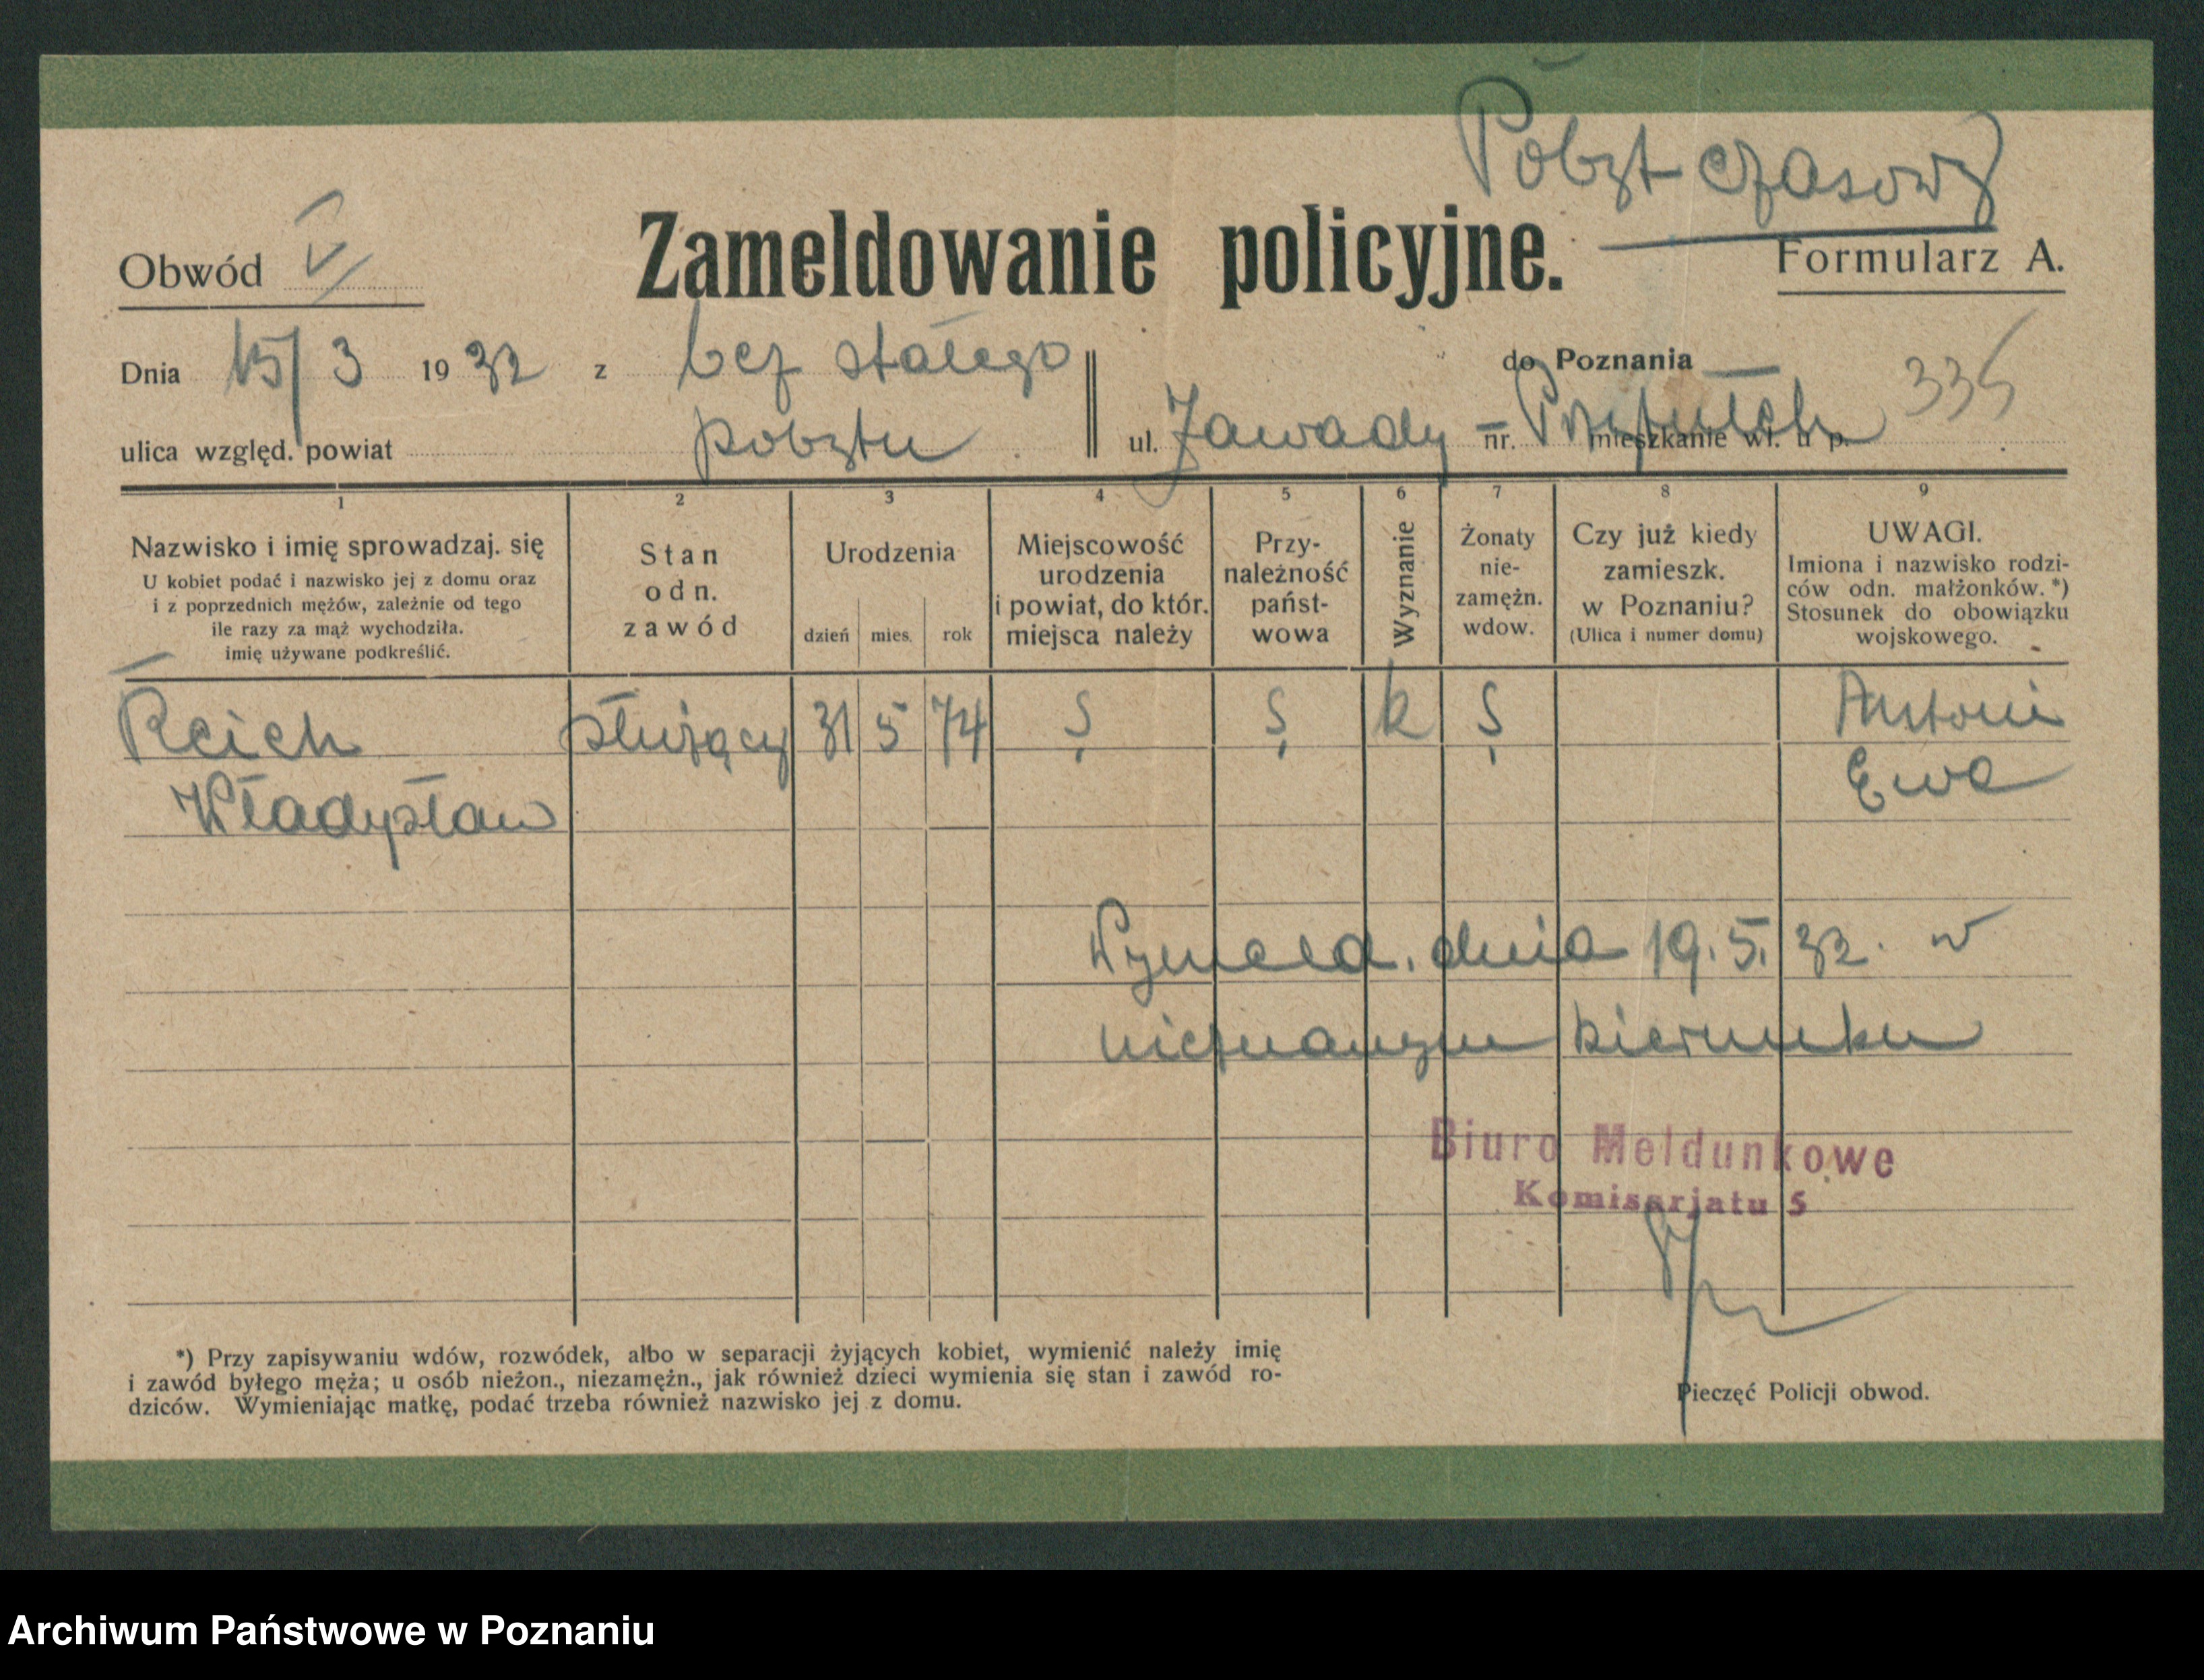 Pobyt czasowy
Obwód V
Zameldowanie policyjne.
Formularz A.
Dnia 15/3 1932 z bez stałego do Poznania
ulica względ. powiat pobytu ul. Zawady nr. Przytułek mieszkanie wł. u p. 335
1 2 3 4 5 6 7 8 9
Nazwisko i imię sprowadzaj. się
U kobiet podać i nazwisko jej z domu oraz
i z poprzednich mężów, zależnie od tego
ile razy za mąż wychodziła.
imię używane podkreślić.
Stan
odn.
zawód
Urodzenia
dzień mies. rok
Miejscowość
urodzenia
i powiat, do któr.
miejsca należy
Przy-
należność
państ-
wowa
Wyznanie
Żonaty
nie-
zamężn.
wdow.
Czy już kiedy
zamieszk.
w Poznaniu?
(Ulica i numer domu)
UWAGI.
Imiona i nazwisko rodzi-
ców odn. małżonków. *)
Stosunek do obowiązku
wojskowego.
Reich służący 31 5 74 ? ? k ? Antoni
Władysław Ewa
Wymeld. dnia 19.5.32. w
nieznanym kierunku
Biuro Meldunkowe
Komisarjatu 5
*) Przy zapisywaniu wdów, rozwódek, albo w separacji żyjących kobiet, wymienić należy imię
i zawód byłego męża; u osób nieżon., niezamężn., jak również dzieci wymienia się stan i zawód ro-
dziców. Wymieniając matkę, podać trzeba również nazwisko jej z domu.
Pieczęć Policji obwod.
Archiwum Państwowe w Poznaniu